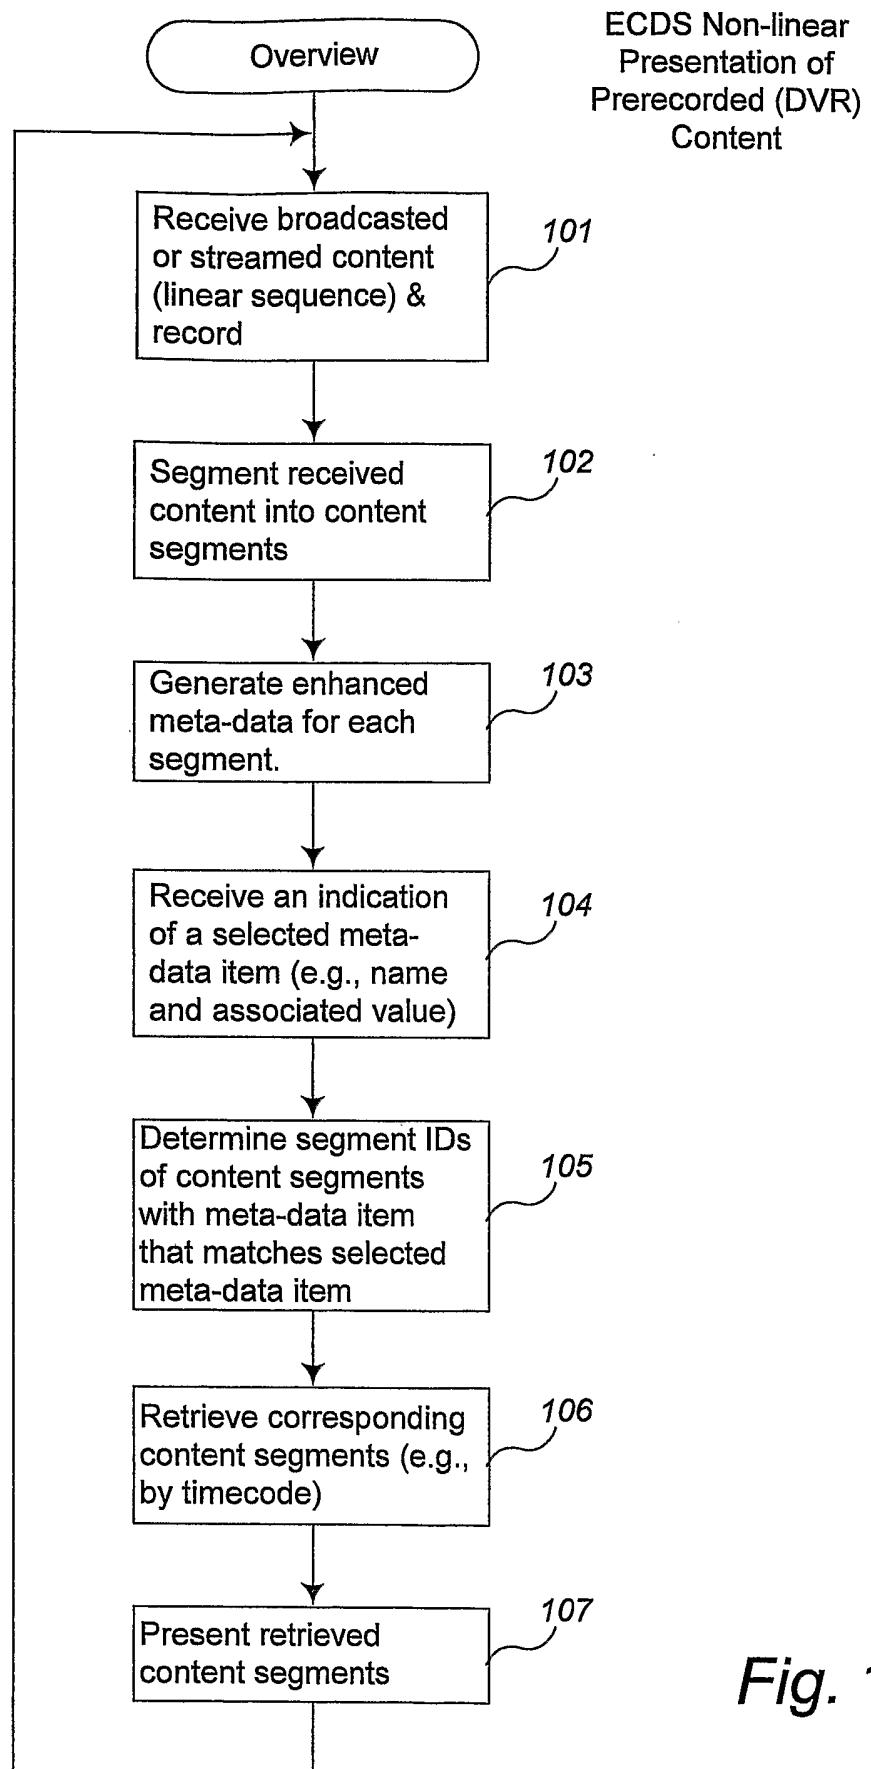 Overview
ECDS Non-linear
Presentation of
Prerecorded (DVR)
Content
Receive broadcasted
or streamed content
(linear sequence) &
record
101
Segment received
content into content
segments
102
Generate enhanced
meta-data for each
segment.
103
Receive an indication
of a selected meta-
data item (e.g., name
and associated value)
104
Determine segment IDs
of content segments
with meta-data item
that matches selected
meta-data item
105
Retrieve corresponding
content segments (e.g.,
by timecode)
106
Present retrieved
content segments
107
Fig.